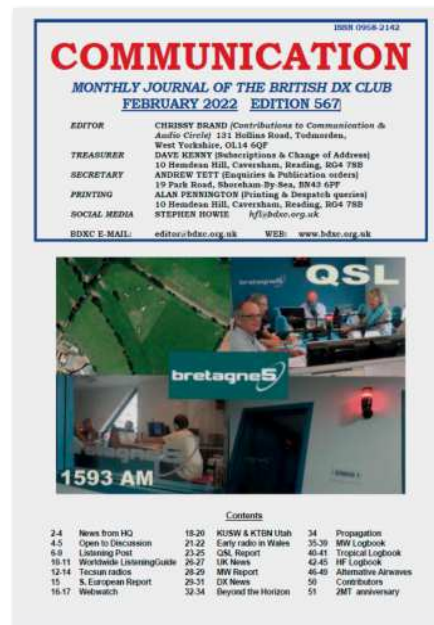 ISSN 0958-2142
COMMUNICATION
MONTHLY JOURNAL OF THE BRITISH DX CLUB
FEBRUARY 2022 EDITION 567
EDITOR CHRISSY BRAND (Contributions to Communication &
Audio Circle) 131 Hollins Road, Todmorden,
West Yorkshire, OL14 6QF
TREASURER DAVE KENNY (Subscriptions & Change of Address)
10 Hemdean Hill, Caversham, Reading, RG4 7SB
SECRETARY ANDREW TETT (Enquiries & Publication orders)
19 Park Road, Shoreham-By-Sea, BN43 6PF
PRINTING ALAN PENNINGTON (Printing & Despatch queries)
10 Hemdean Hill, Caversham, Reading, RG4 7SB
SOCIAL MEDIA STEPHEN HOWIE hfl@bdxc.org.uk
BDXC E-MAIL: editor@bdxc.org.uk WEB: www.bdxc.org.uk
QSL
bretagne5
1593 AM
Contents
2-4 News from HQ 18-20 KUSW & KTBN Utah 34 Propagation
4-5 Open to Discussion 21-22 Early radio in Wales 35-39 MW Logbook
6-9 Listening Post 23-25 QSL Report 40-41 Tropical Logbook
10-11 Worldwide ListeningGuide 26-27 UK News 42-45 HF Logbook
12-14 Tecsun radios 28-29 MW Report 46-49 Alternative Airwaves
15 S. European Report 29-31 DX News 50 Contributors
16-17 Webwatch 32-34 Beyond the Horizon 51 2MT anniversary